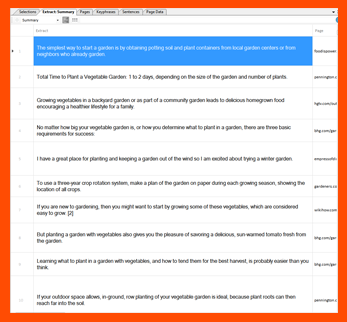 Selections Extract: Summary Pages Keyphrases Sentences Page Data
Summary
Extract Page
The simplest way to start a garden is by obtaining potting soil and plant containers from local garden centers or from
neighbors who already garden
foodispower.
2 Total Time to Plant a Vegetable Garden: 1 to 2 days, depending on the size of the garden and number of plants. pennington.c
3 Growing vegetables in a backyard garden or as part of a community garden leads to delicious homegrown food
encouraging a healthier lifestyle for a family.
hgtv.com/out
4 No matter how big your vegetable garden is, or how you determine what to plant in a garden, there are three basic
requirements for success:
bhg.com/gar
5 I have a great place for planting and keeping a garden out of the wind so I am excited about trying a winter garden.
6 To use a three-year crop rotation system, make a plan of the garden on paper during each growing season, showing the
location of all crops.
gardeners.co
7 If you are new to gardening, then you might want to start by growing some of these vegetables, which are considered
easy to grow: [2]
wikihow.com
8 But planting a garden with vegetables also gives you the pleasure of savoring a delicious, sun-warmed tomato fresh from
the garden.
bhg.com/gar
9 Learning what to plant in a garden with vegetables, and how to tend them for the best harvest, is probably easier than you
think.
bhg.com/gar
10 If your outdoor space allows, in-ground, row planting of your vegetable garden is ideal, because plant roots can then
reach far into the soil.
pennington.c